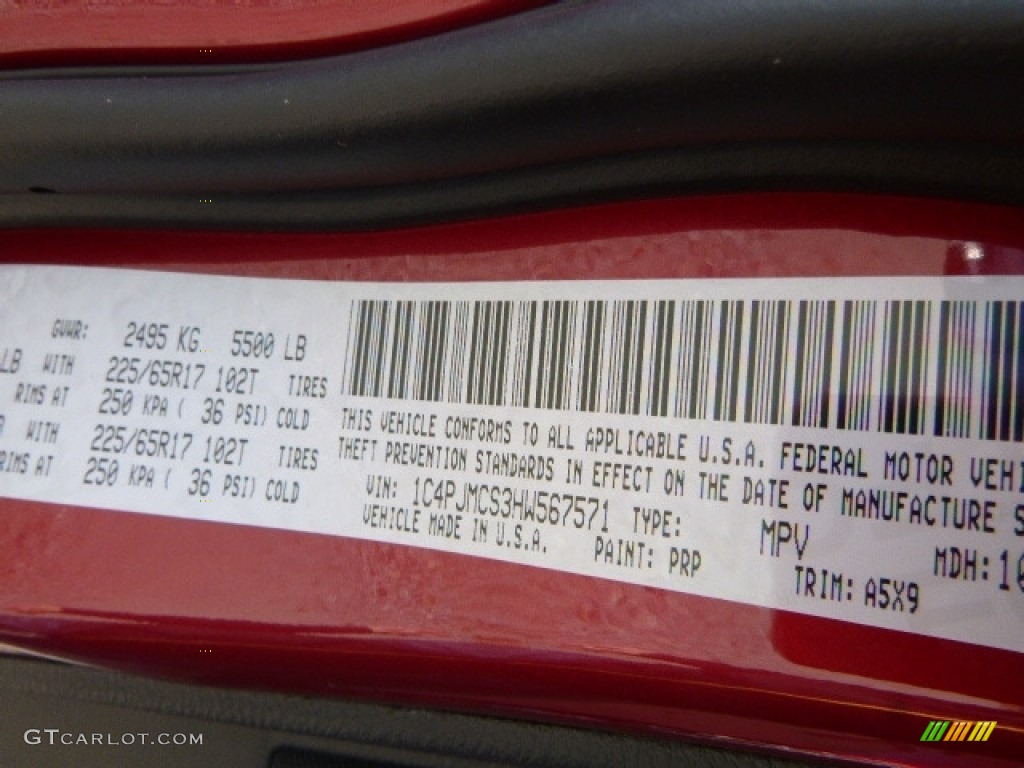 GVWR: 2495 KG 5500 LB
LB WITH 225/65R17 102T TIRES
RIMS AT 250 KPA ( 36 PSI) COLD
WITH 225/65R17 102T TIRES
RIMS AT 250 KPA ( 36 PSI) COLD
THIS VEHICLE CONFORMS TO ALL APPLICABLE U.S.A. FEDERAL MOTOR VEHI
THEFT PREVENTION STANDARDS IN EFFECT ON THE DATE OF MANUFACTURE S
VIN: 1C4PJMCS3HW567571 TYPE: MPV MDH: 10
VEHICLE MADE IN U.S.A. PAINT: PRP TRIM: A5X9
GTCARLOT.COM